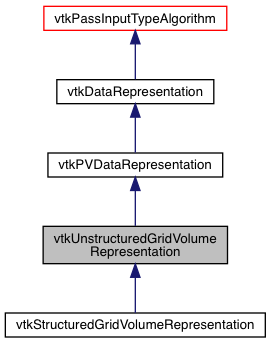 vtkPassInputTypeAlgorithm
vtkDataRepresentation
vtkPVDataRepresentation
vtkUnstructuredGridVolume
Representation
vtkStructuredGridVolumeRepresentation